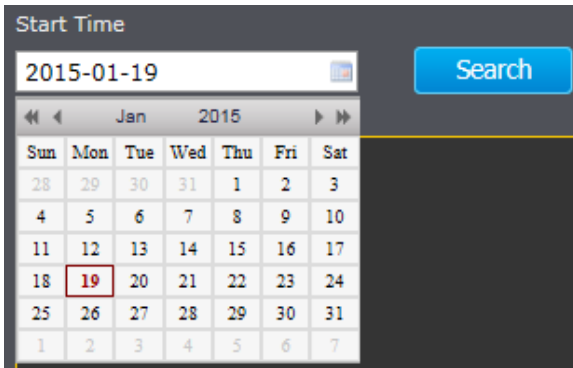 Start Time
2015-01-19 Search
Jan 2015
Sun Mon Tue Wed Thu Fri Sat
28 29 30 31 1 2 3
4 5 6 7 8 9 10
11 12 13 14 15 16 17
18 19 20 21 22 23 24
25 26 27 28 29 30 31
1 2 3 4 5 6 7